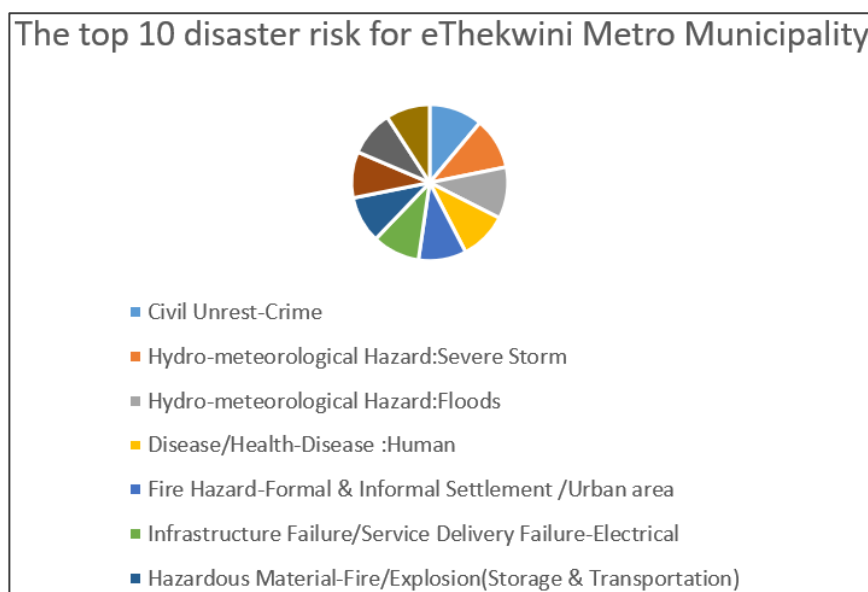 The top 10 disaster risk for eThekwini Metro Municipality
Civil Unrest-Crime
Hydro-meteorological Hazard:Severe Storm
Hydro-meteorological Hazard:Floods
Disease/Health-Disease :Human
Fire Hazard-Formal & Informal Settlement /Urban area
Infrastructure Failure/Service Delivery Failure-Electrical
Hazardous Material-Fire/Explosion(Storage & Transportation)